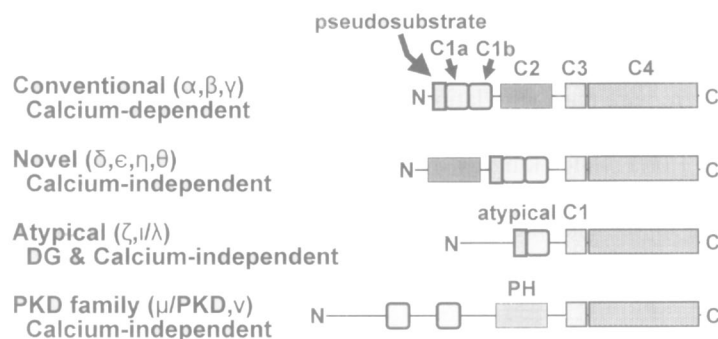 pseudosubstrate
C1a C1b C2 C3 C4
Conventional (α,β,γ)
Calcium-dependent
N C
Novel (δ,ϵ,η,θ)
Calcium-independent
N C
atypical C1
Atypical (ζ,ι/λ)
DG & Calcium-independent
N C
PH
PKD family (μ/PKD,ν)
Calcium-independent
N C